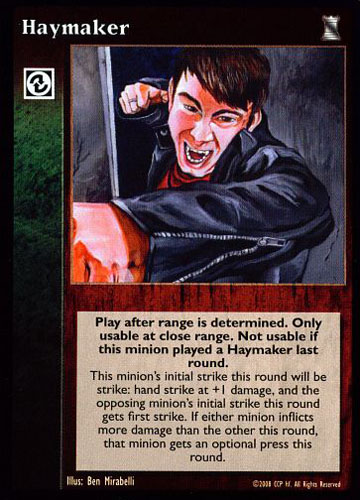 Haymaker
Play after range is determined. Only
usable at close range. Not usable if
this minion played a Haymaker last
round.
This minion's initial strike this round will be
strike: hand strike at +1 damage, and the
opposing minion's initial strike this round
gets first strike. If either minion inflicts
more damage than the other this round,
that minion gets an optional press this
round.
Illus: Ben Mirabelli
©2008 CCP hf. All Rights Reserved